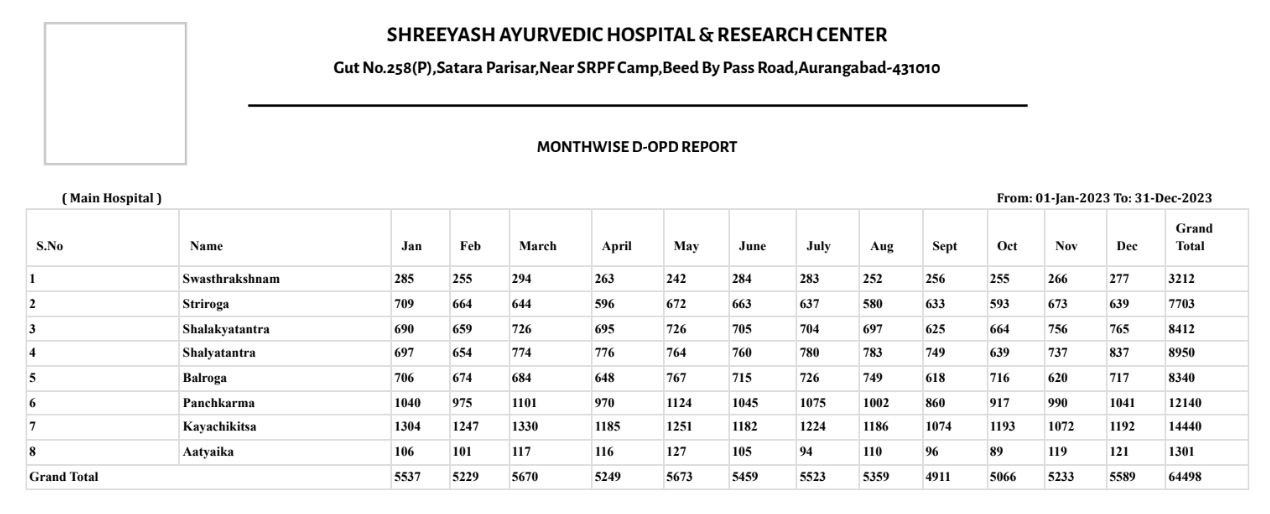 SHREEYASH AYURVEDIC HOSPITAL & RESEARCH CENTER
Gut No.258(P),Satara Parisar,Near SRPF Camp,Beed By Pass Road,Aurangabad-431010
MONTHWISE D-OPD REPORT
( Main Hospital ) From: 01-Jan-2023 To: 31-Dec-2023
S.No Name Jan Feb March April May June July Aug Sept Oct Nov Dec Grand Total
1 Swasthrakshnam 285 255 294 263 242 284 283 252 256 255 266 277 3212
2 Striroga 709 664 644 596 672 663 637 580 633 593 673 639 7703
3 Shalakyatantra 690 659 726 695 726 705 704 697 625 664 756 765 8412
4 Shalyatantra 697 654 774 776 764 760 780 783 749 639 737 837 8950
5 Balroga 706 674 684 648 767 715 726 749 618 716 620 717 8340
6 Panchkarma 1040 975 1101 970 1124 1045 1075 1002 860 917 990 1041 12140
7 Kayachikitsa 1304 1247 1330 1185 1251 1182 1224 1186 1074 1193 1072 1192 14440
8 Aatyaika 106 101 117 116 127 105 94 110 96 89 119 121 1301
Grand Total 5537 5229 5670 5249 5673 5459 5523 5359 4911 5066 5233 5589 64498